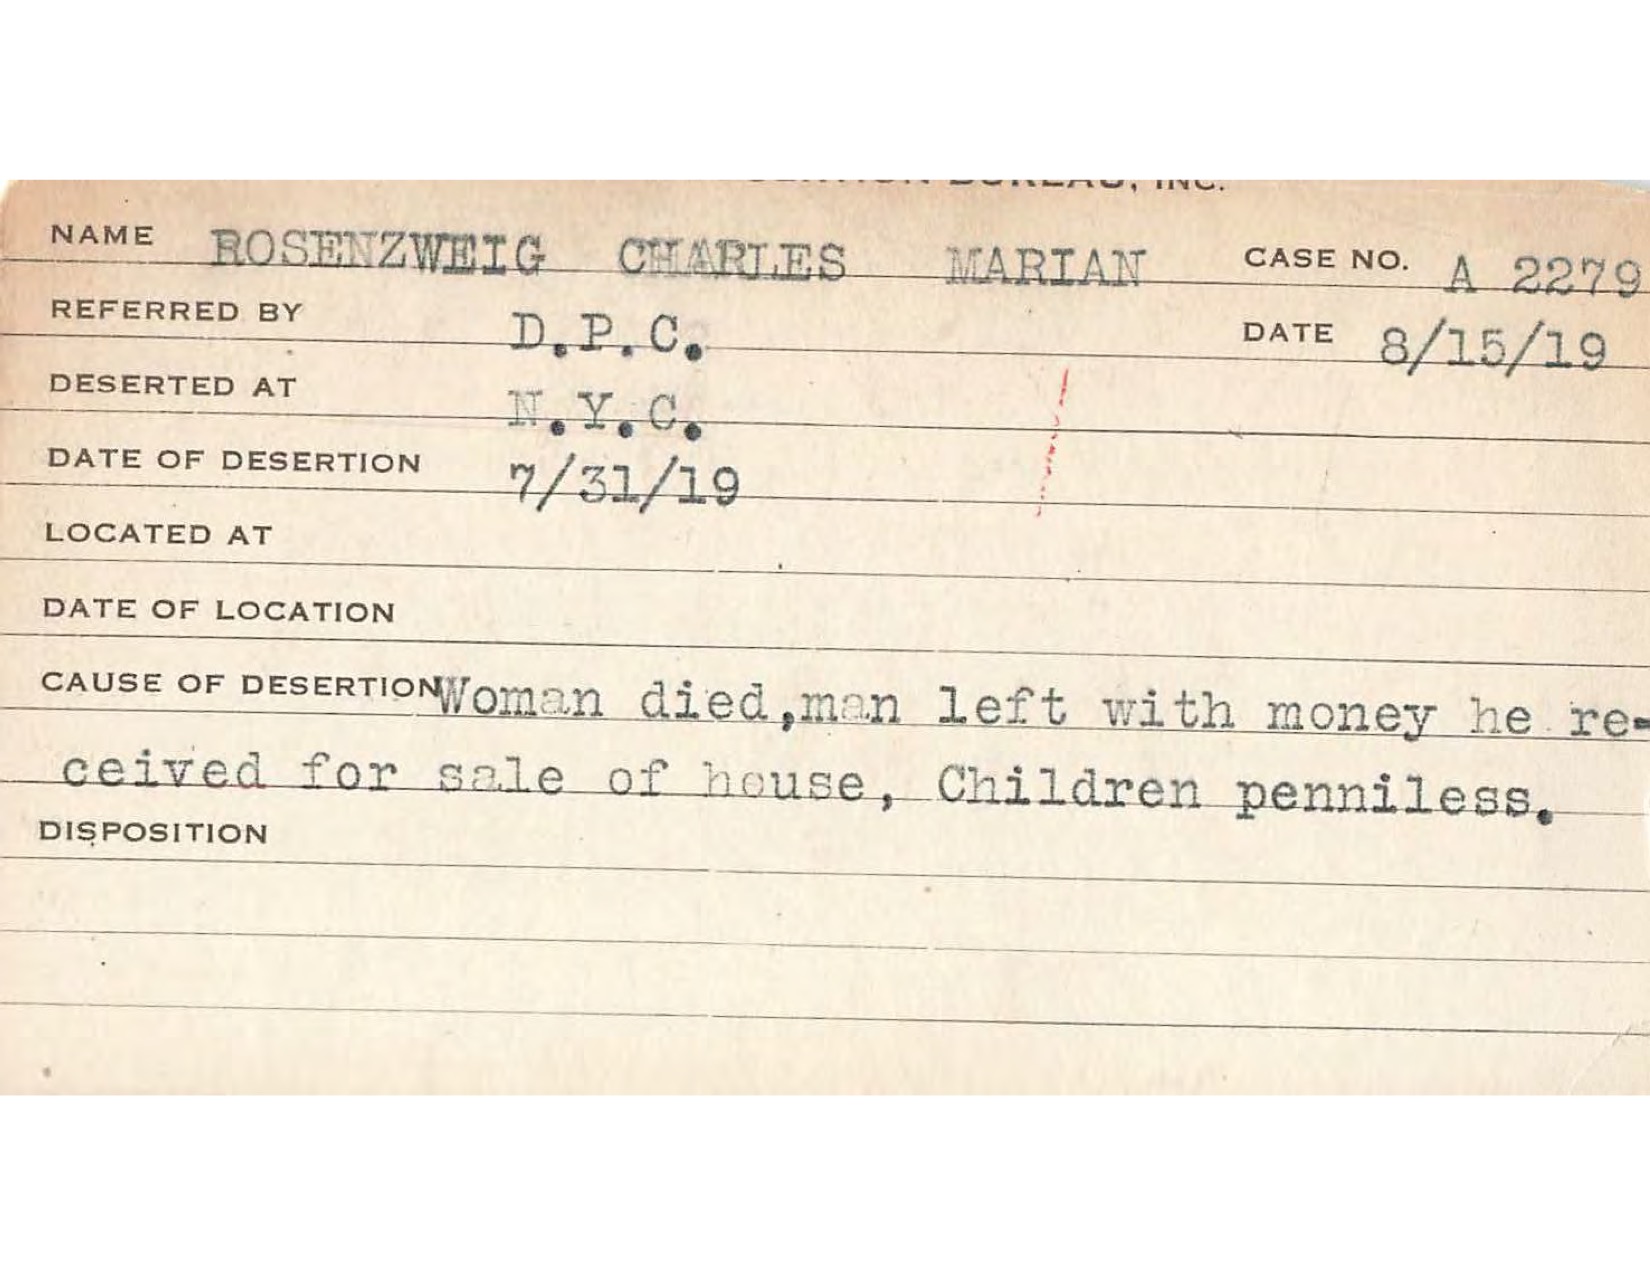 BUREAU, INC.
NAME ROSENZWEIG CHARLES MARIAN CASE NO. A 2279
REFERRED BY D.P.C. DATE 8/15/19
DESERTED AT N.Y.C.
DATE OF DESERTION 7/31/19
LOCATED AT
DATE OF LOCATION
CAUSE OF DESERTION Woman died,man left with money he re-
ceived for sale of house, Children penniless.
DISPOSITION